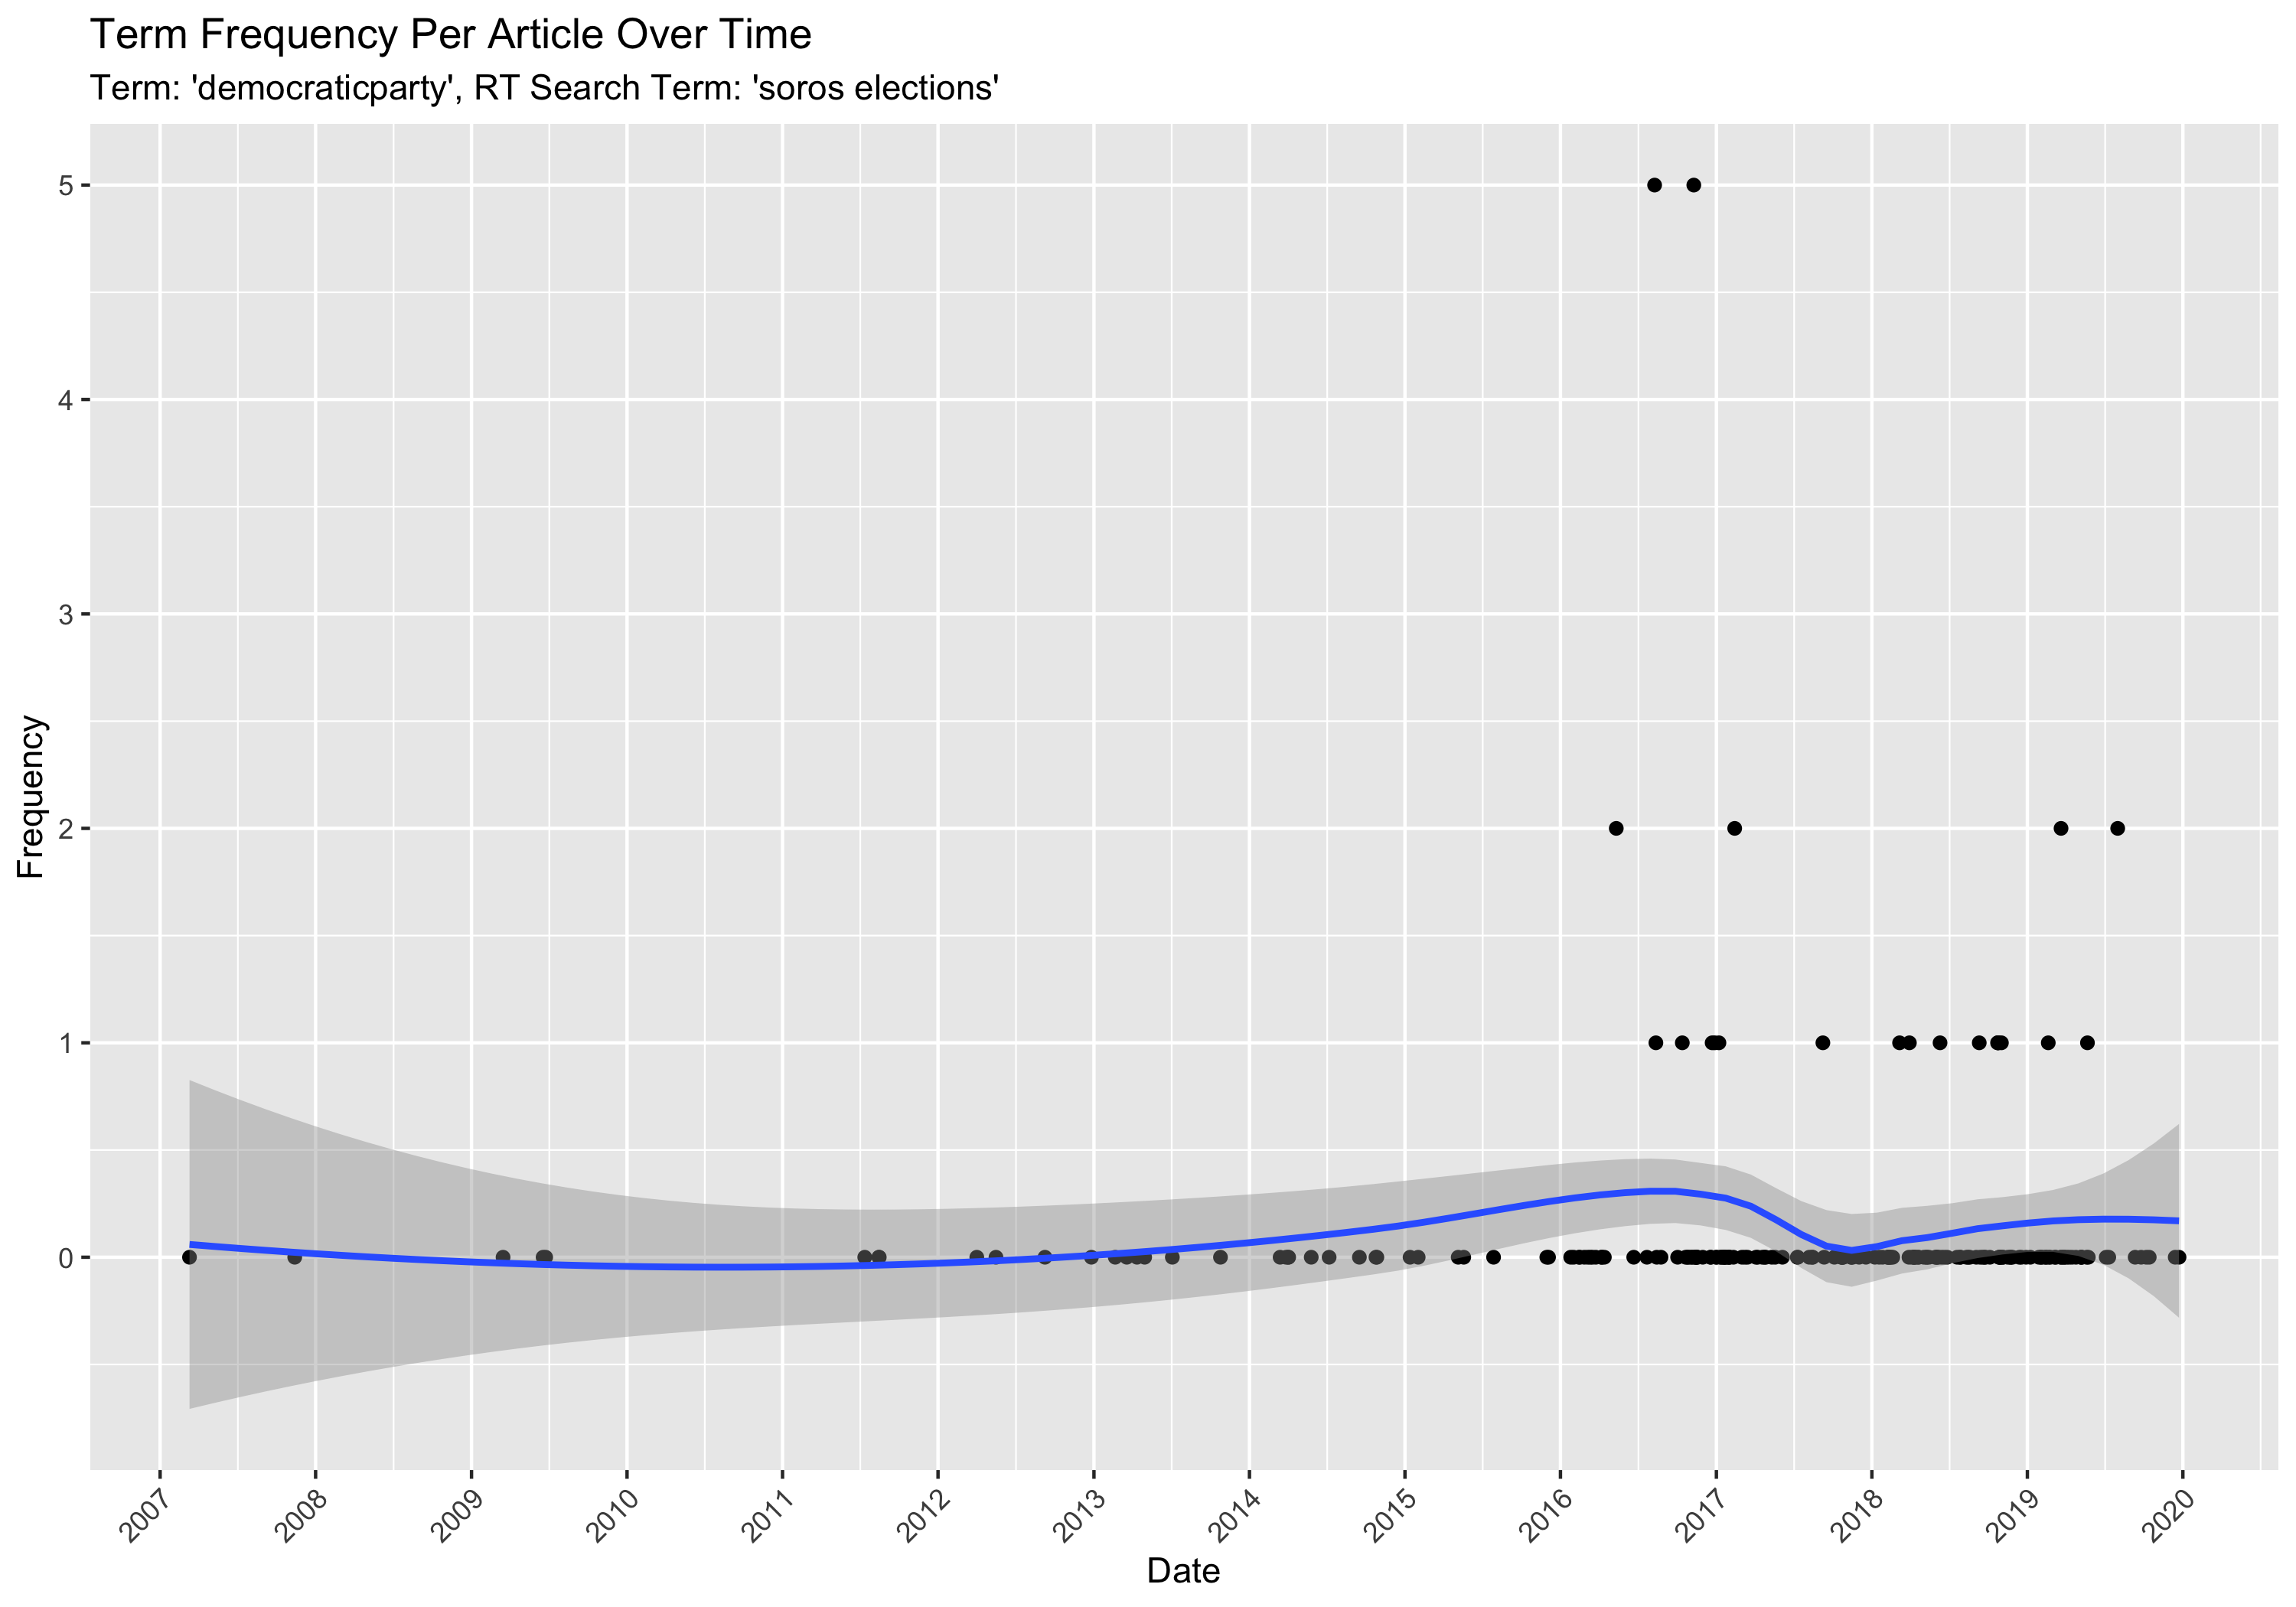 Term Frequency Per Article Over Time
Term: 'democraticparty', RT Search Term: 'soros elections'
Frequency
5
4
3
2
1
0
2007 2008 2009 2010 2011 2012 2013 2014 2015 2016 2017 2018 2019 2020
Date